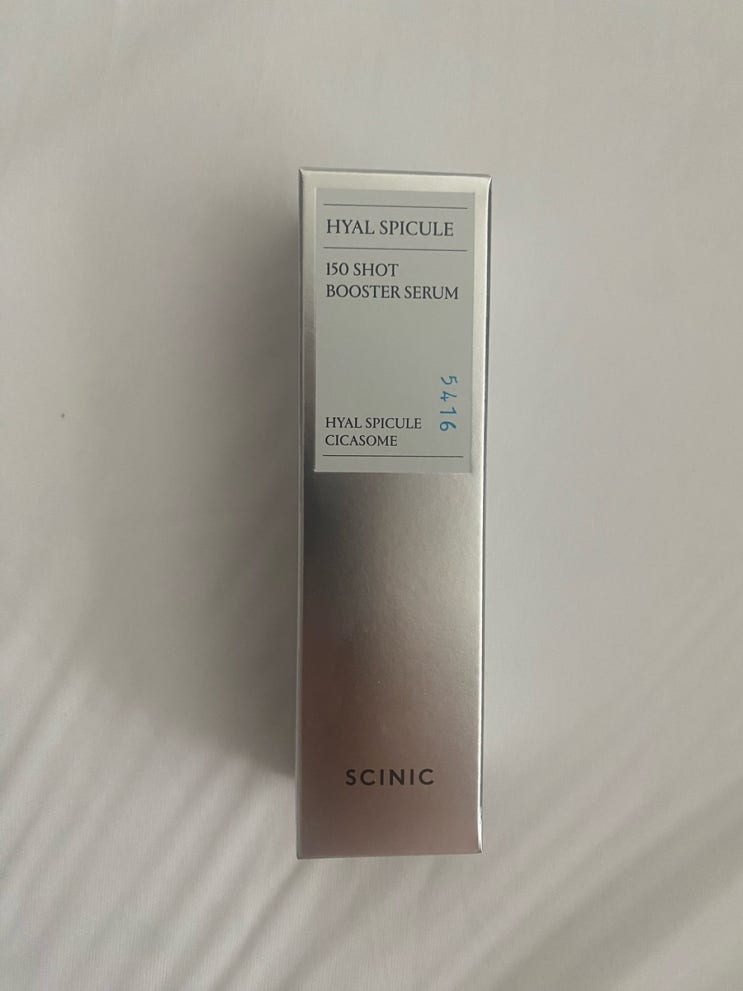 HYAL SPICULE
150 SHOT
BOOSTER SERUM
5416
HYAL SPICULE
CICASOME
SCINIC